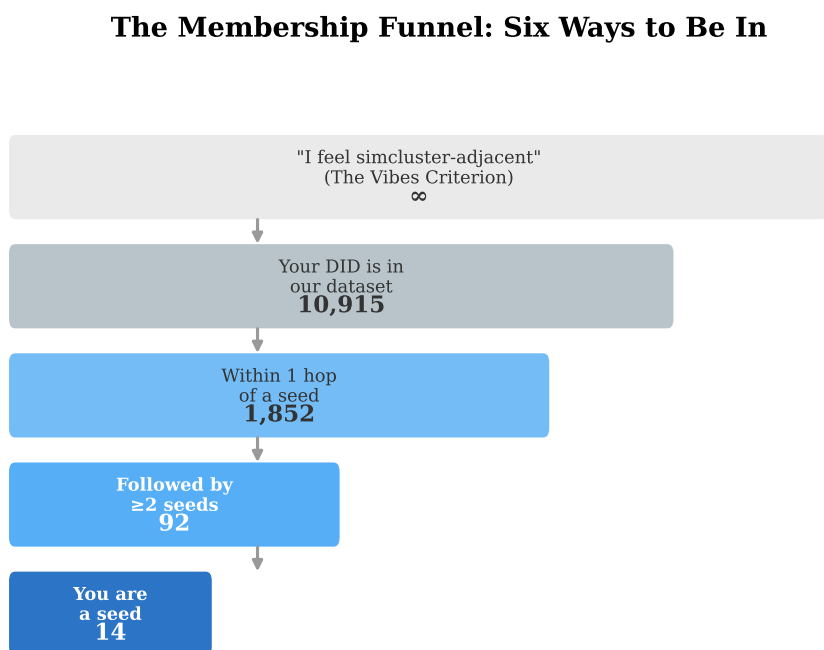 The Membership Funnel: Six Ways to Be In
"I feel simcluster-adjacent"
(The Vibes Criterion)
∞
Your DID is in
our dataset
10,915
Within 1 hop
of a seed
1,852
Followed by
≥2 seeds
92
You are
a seed
14